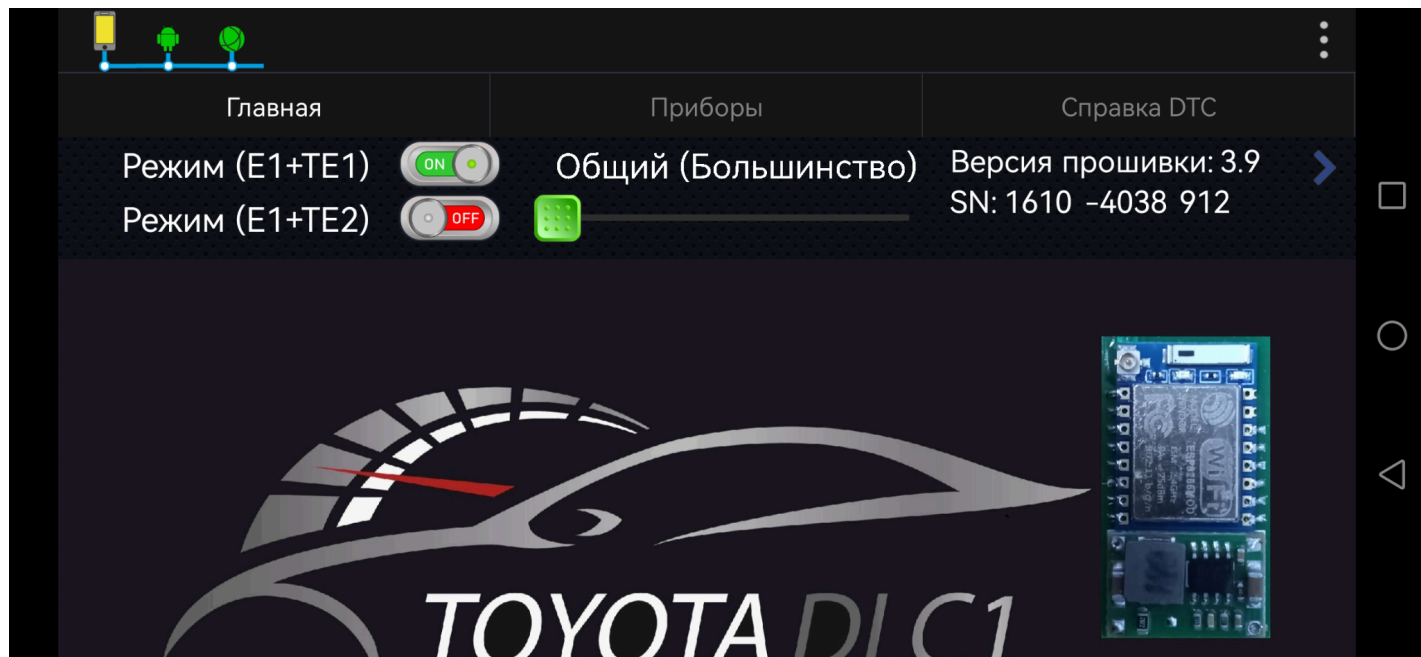 Главная
Приборы
Справка DTC
Режим (E1+TE1)
ON
Общий (Большинство)
Версия прошивки: 3.9
Режим (E1+TE2)
OFF
SN: 1610 -4038 912
WiFi
TOYOTA DLC1